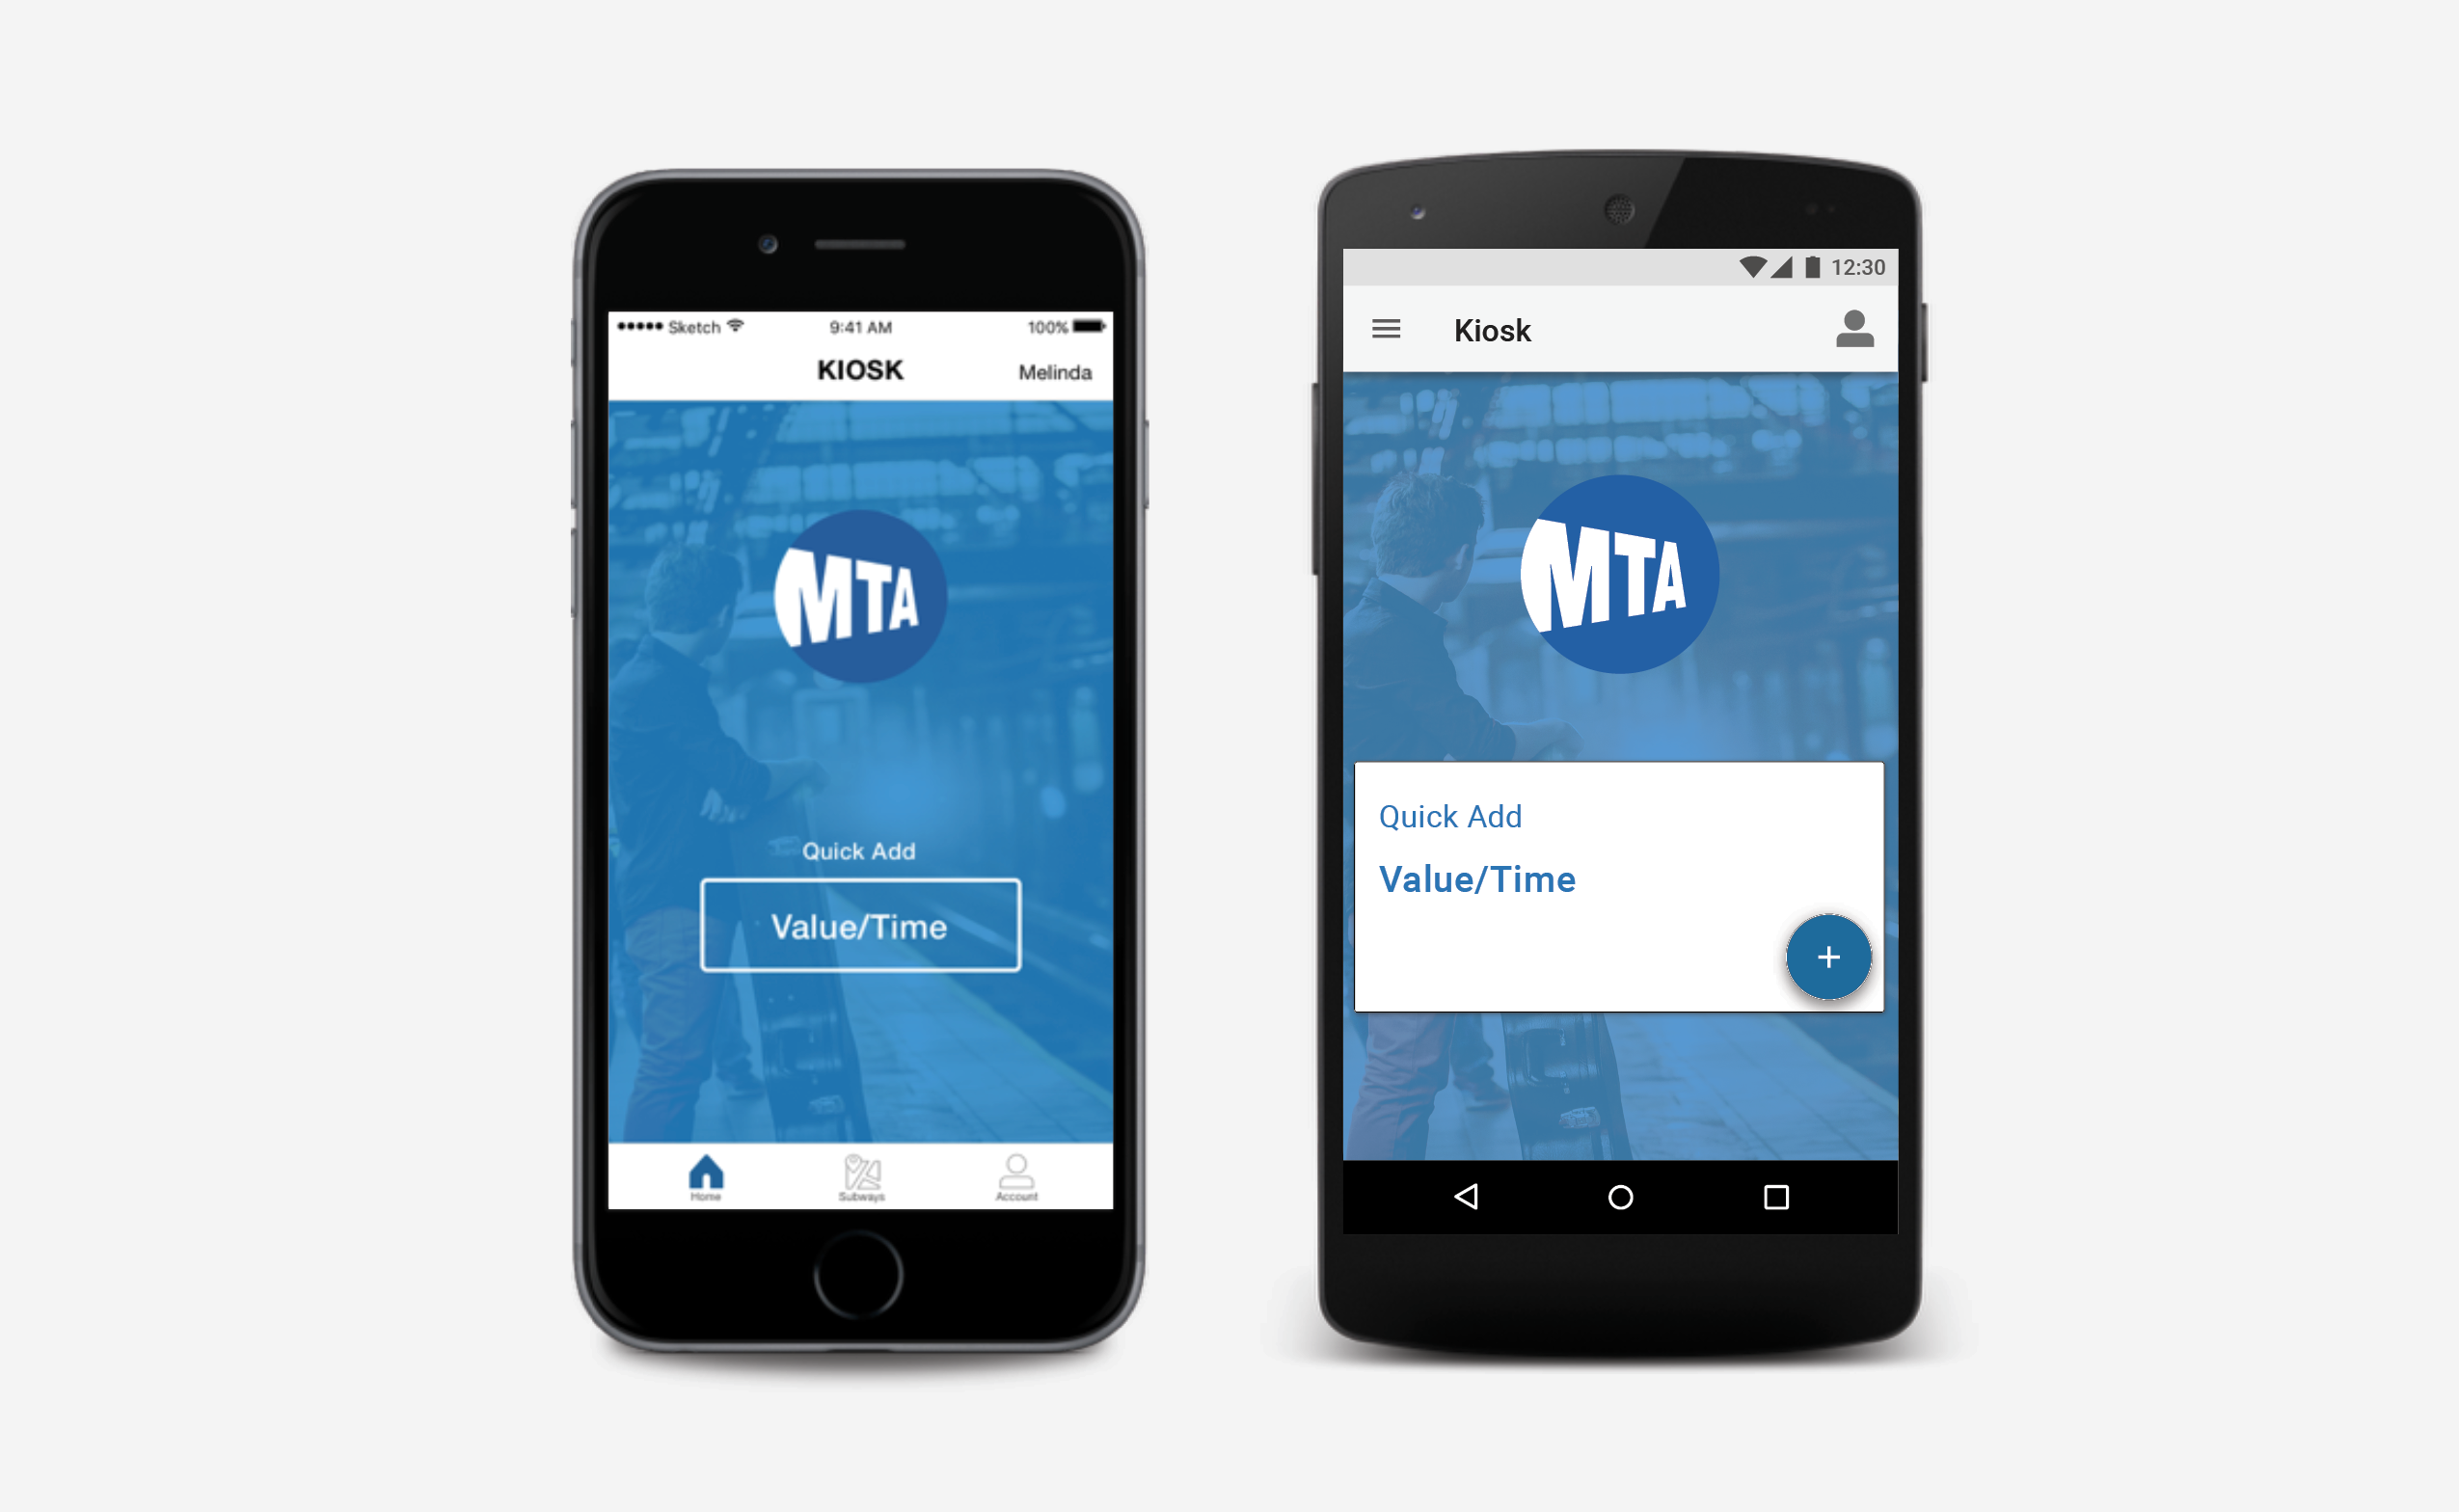 Sketch 9:41 AM 100%
KIOSK Melinda
MTA
Quick Add
Value/Time
Home Subways Account
12:30
Kiosk
MTA
Quick Add
Value/Time
+